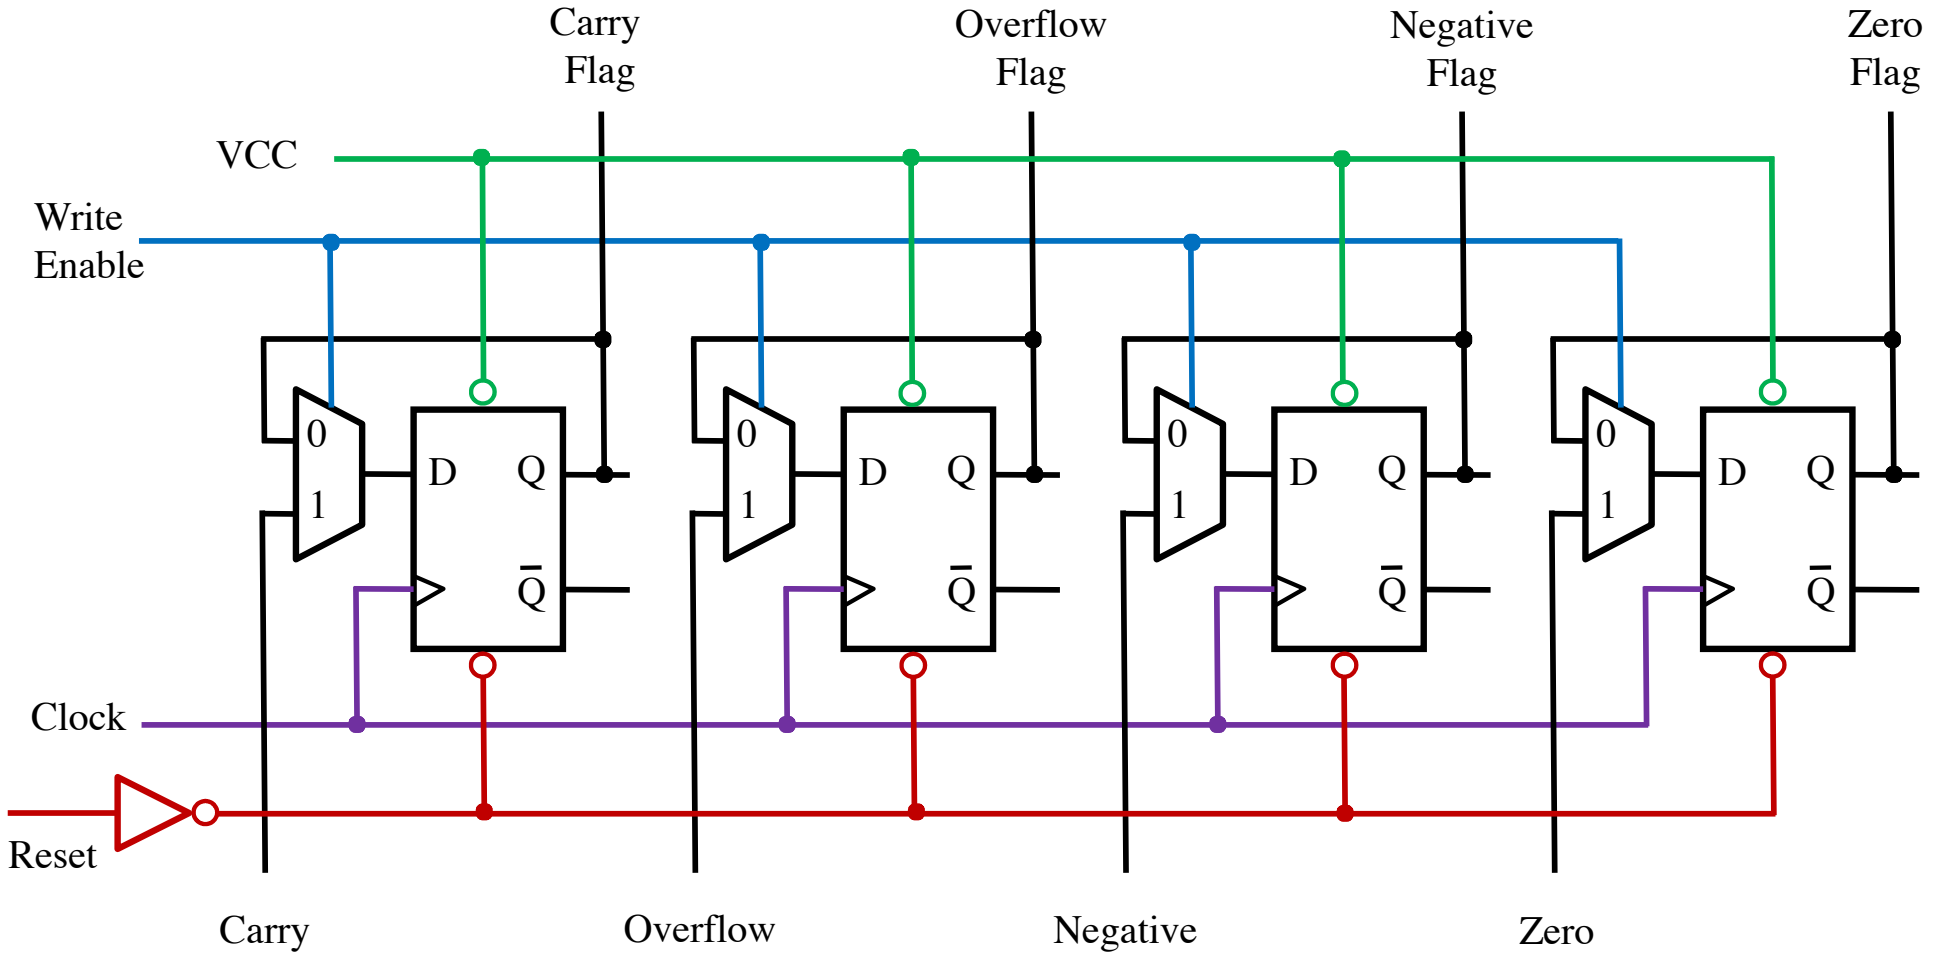 Carry
Flag
Overflow
Flag
Negative
Flag
Zero
Flag
VCC
Write
Enable
0
1
D
Q
Q̅
0
1
D
Q
Q̅
0
1
D
Q
Q̅
0
1
D
Q
Q̅
Clock
Reset
Carry
Overflow
Negative
Zero